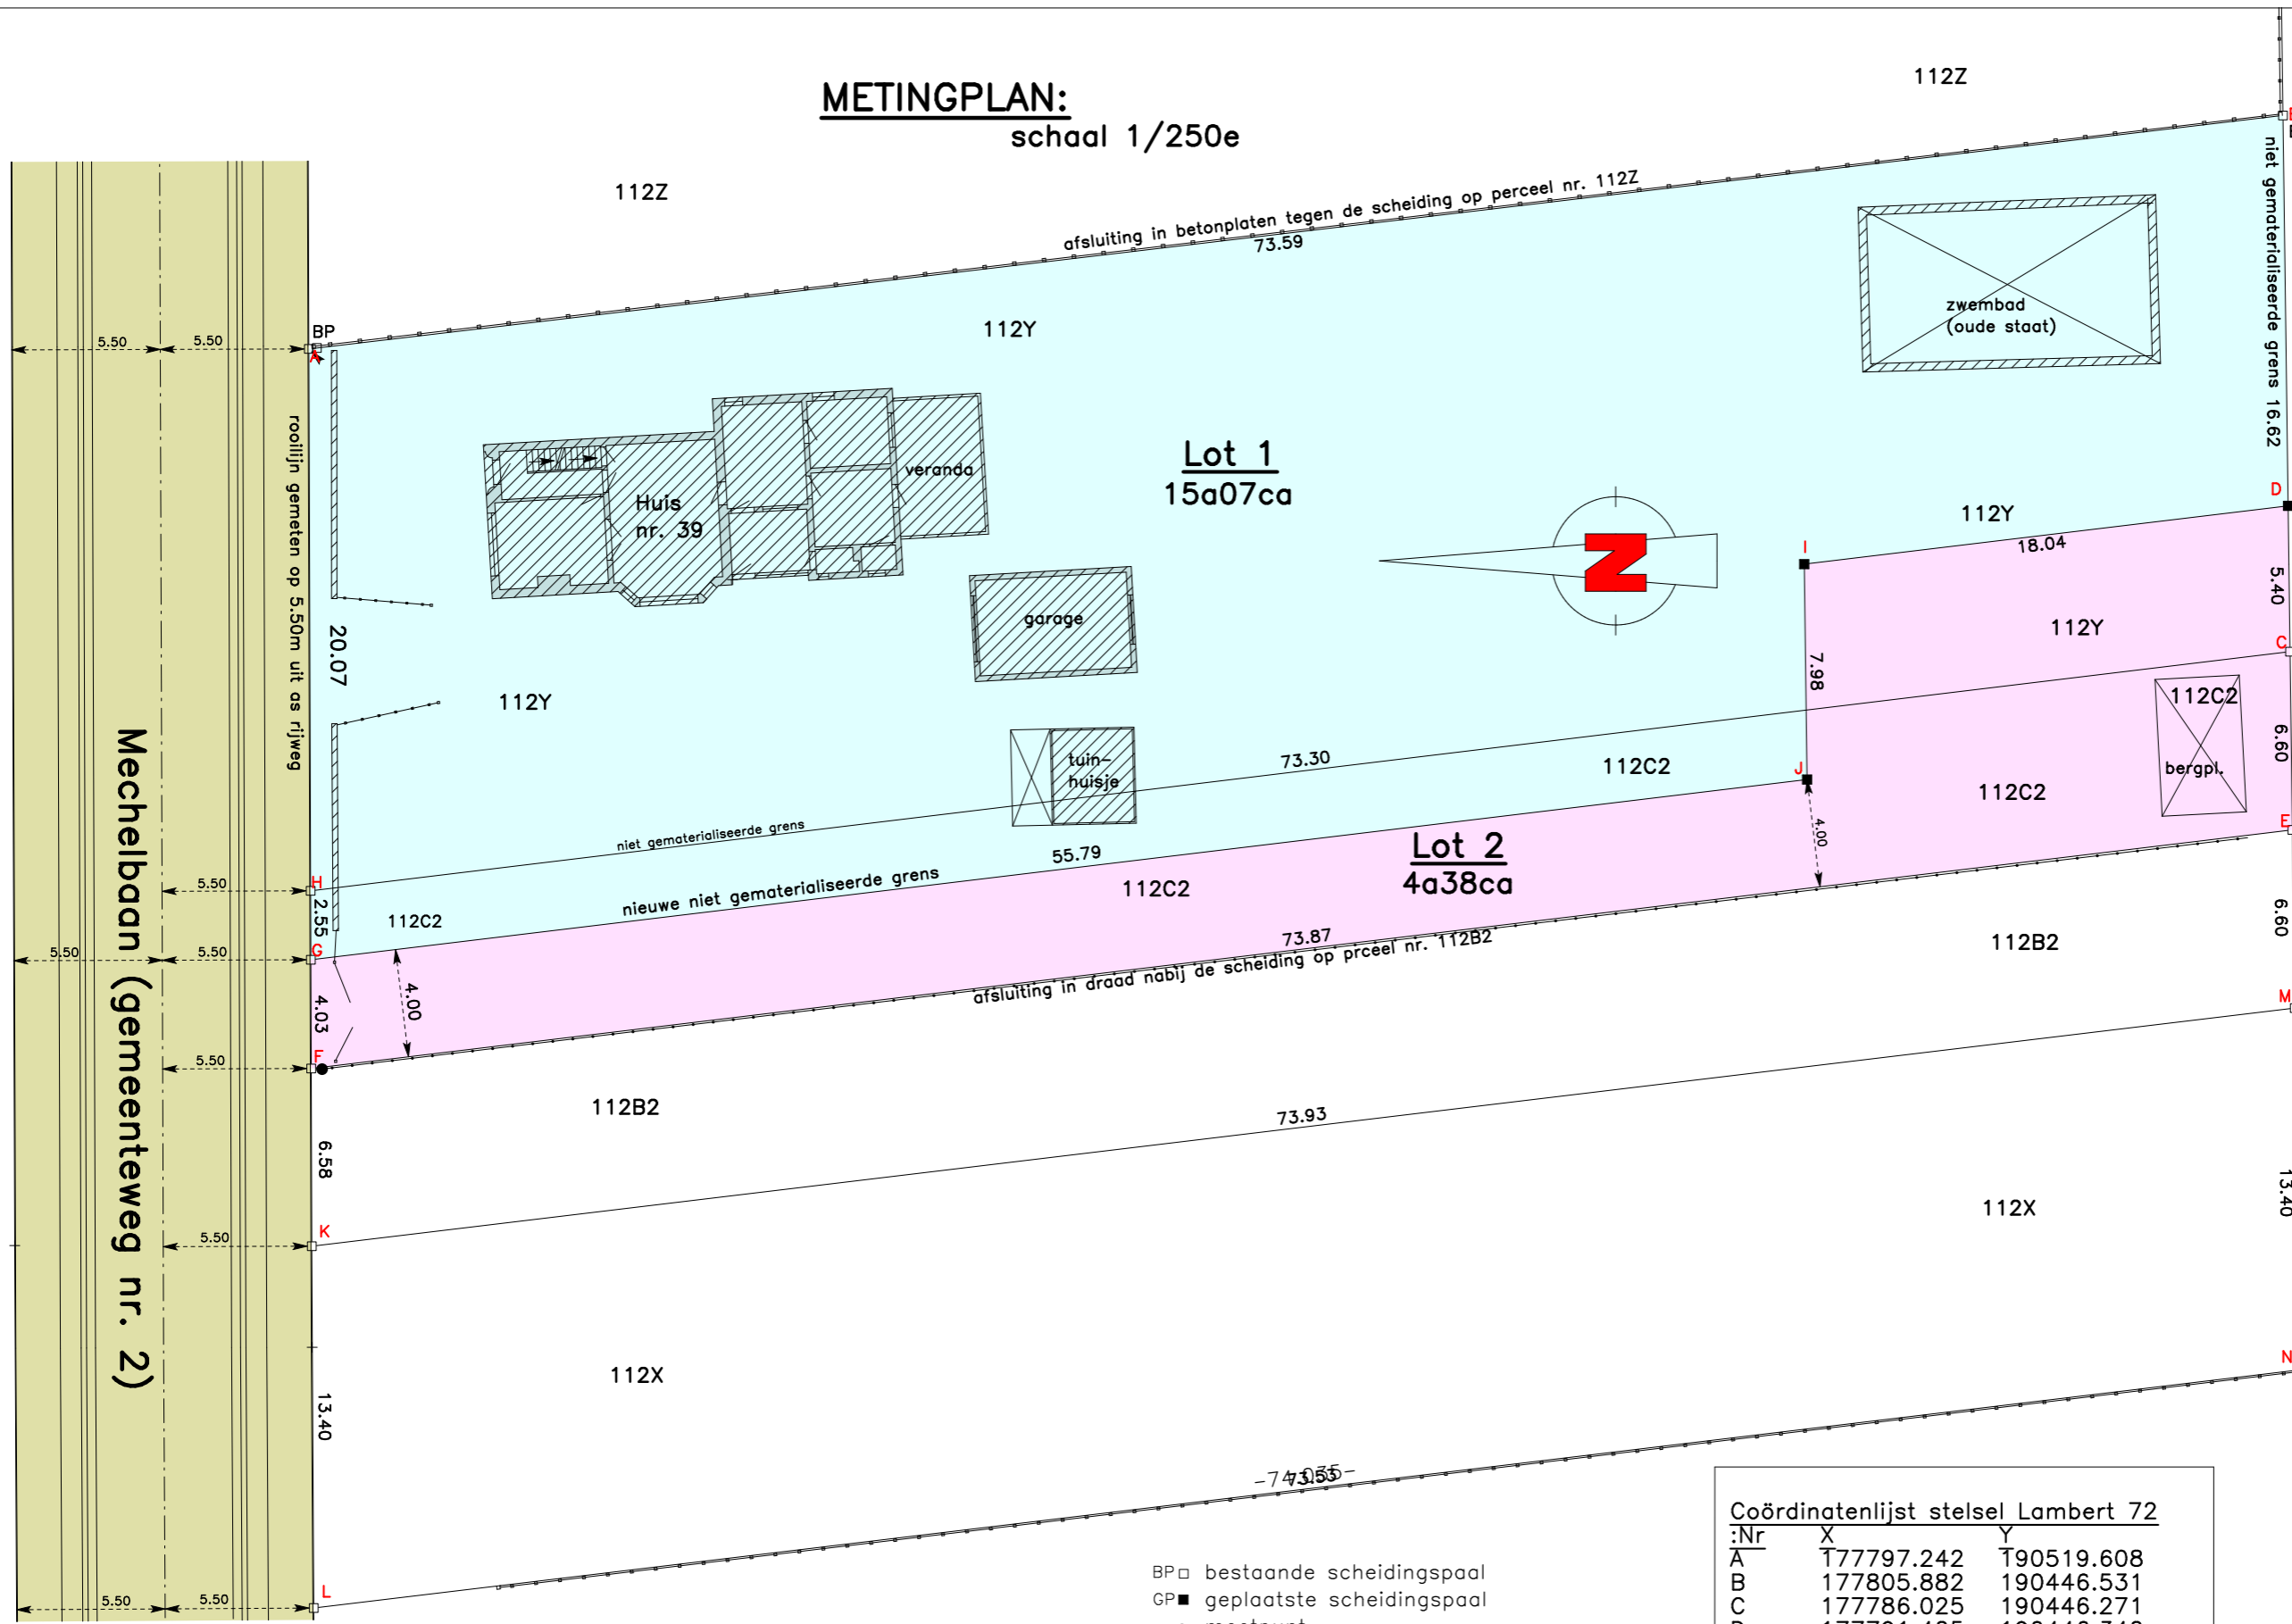 METINGPLAN:
schaal 1/250e
112Z
112Z
afsluiting in betonplaten tegen de scheiding op perceel nr. 112Z
73.59
niet gematerialiseerde grens 16.62
BP
A
5.50
5.50
112Y
zwembad
(oude staat)
rooilijn gemeten op 5.50m uit as rijweg
Lot 1
15a07ca
veranda
Huis
nr. 39
N
D
112Y
18.04
I
5.40
garage
20.07
112Y
112Y
7.98
C
112C2
6.60
Mechelbaan (gemeenteweg nr. 2)
tuin-
huisje
73.30
112C2
J
bergpl.
112C2
niet gematerialiseerde grens
4.00
E
Lot 2
4a38ca
55.79
nieuwe niet gematerialiseerde grens
112C2
5.50
H
2.55
112C2
G
5.50
5.50
73.87
afsluiting in draad nabij de scheiding op prceel nr. 112B2
112B2
6.60
4.03
4.00
M
F
5.50
112B2
73.93
6.58
K
5.50
112X
13.40
112X
13.40
N
-74.035-
73.53
L
5.50
5.50
BP bestaande scheidingspaal
GP geplaatste scheidingspaal
Coördinatenlijst stelsel Lambert 72
:Nr X Y
A 177797.242 190519.608
B 177805.882 190446.531
C 177786.025 190446.271